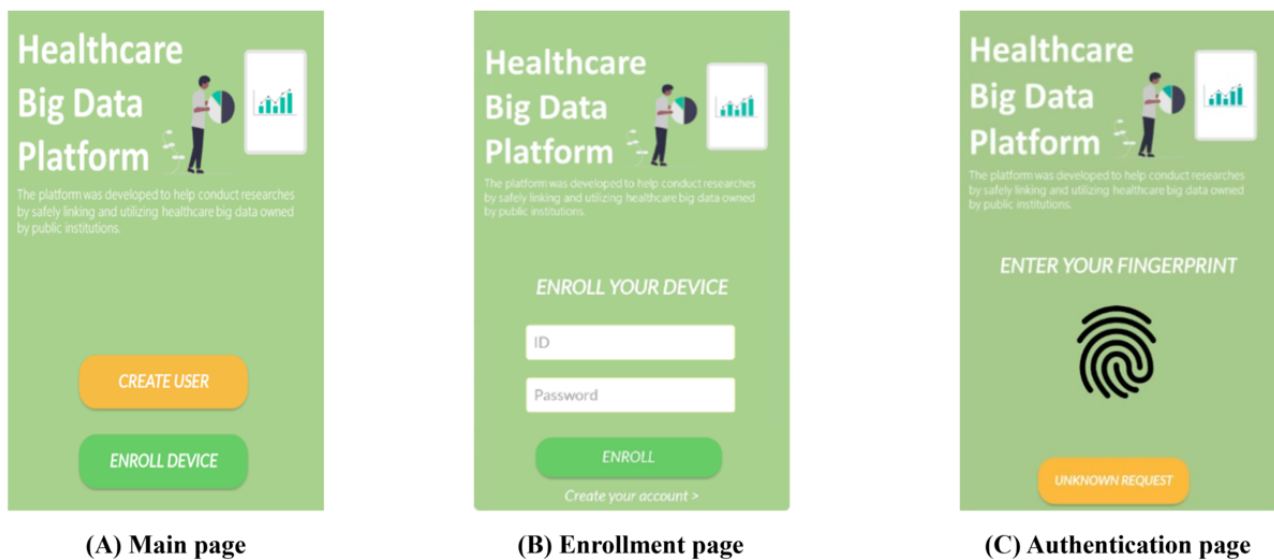 Healthcare
Big Data
Platform
The platform was developed to help conduct researches
by safely linking and utilizing healthcare big data owned
by public institutions.
CREATE USER
ENROLL DEVICE
(A) Main page
Healthcare
Big Data
Platform
The platform was developed to help conduct researches
by safely linking and utilizing healthcare big data owned
by public institutions.
ENROLL YOUR DEVICE
ID
Password
ENROLL
Create your account >
(B) Enrollment page
Healthcare
Big Data
Platform
The platform was developed to help conduct researches
by safely linking and utilizing healthcare big data owned
by public institutions.
ENTER YOUR FINGERPRINT
UNKNOWN REQUEST
(C) Authentication page